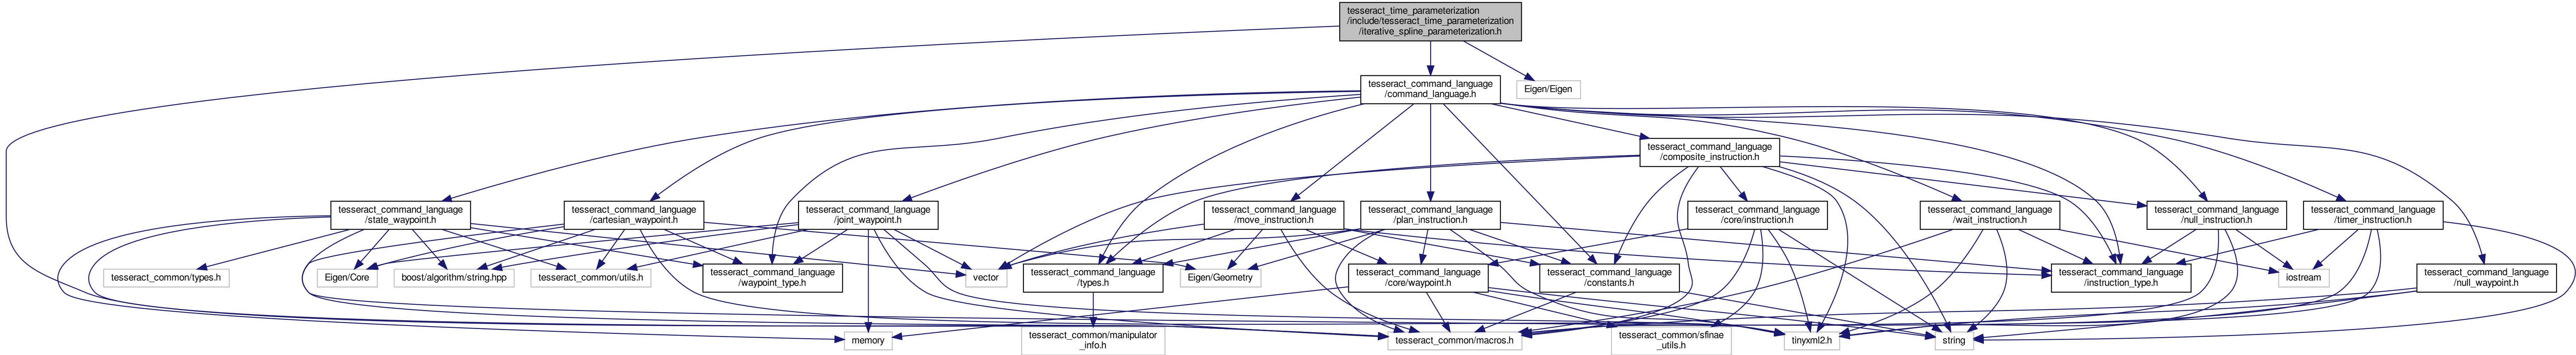 tesseract_time_parameterization
/include/tesseract_time_parameterization
/iterative_spline_parameterization.h
tesseract_command_language
/command_language.h
Eigen/Eigen
tesseract_command_language
/composite_instruction.h
tesseract_command_language
/state_waypoint.h
tesseract_command_language
/cartesian_waypoint.h
tesseract_command_language
/joint_waypoint.h
tesseract_command_language
/move_instruction.h
tesseract_command_language
/plan_instruction.h
tesseract_command_language
/core/instruction.h
tesseract_command_language
/wait_instruction.h
tesseract_command_language
/null_instruction.h
tesseract_command_language
/timer_instruction.h
tesseract_common/types.h
Eigen/Core
boost/algorithm/string.hpp
tesseract_common/utils.h
tesseract_command_language
/waypoint_type.h
vector
tesseract_command_language
/types.h
Eigen/Geometry
tesseract_command_language
/core/waypoint.h
tesseract_command_language
/constants.h
tesseract_command_language
/instruction_type.h
iostream
tesseract_command_language
/null_waypoint.h
memory
tesseract_common/manipulator
_info.h
tesseract_common/macros.h
tesseract_common/sfinae
_utils.h
tinyxml2.h
string